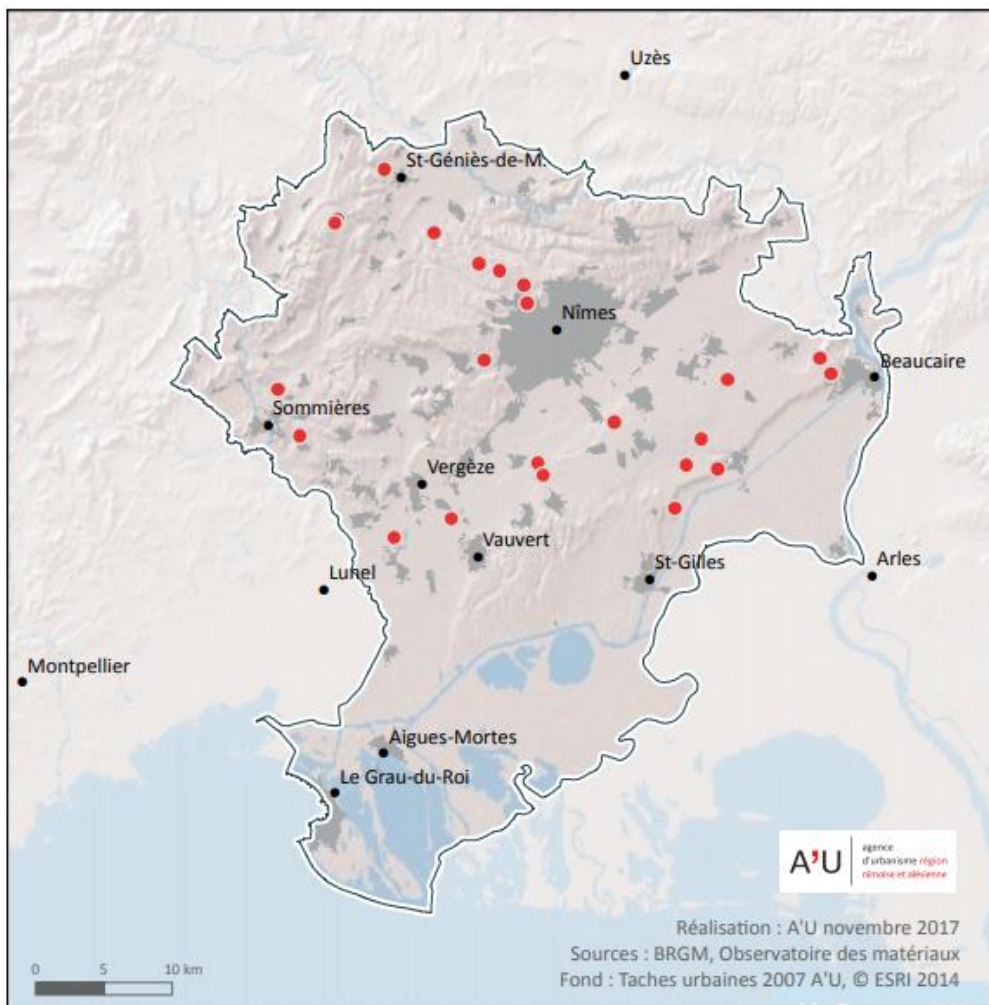 Uzès
St-Géniès-de-M.
Nîmes
Beaucaire
Sommières
Vergèze
Vauvert
St-Gilles
Arles
Lunel
Montpellier
Aigues-Mortes
Le Grau-du-Roi
A'U
agence
d'urbanisme région
nîmoise et alésienne
Réalisation : A'U novembre 2017
Sources : BRGM, Observatoire des matériaux
Fond : Taches urbaines 2007 A'U, © ESRI 2014
0 5 10 km